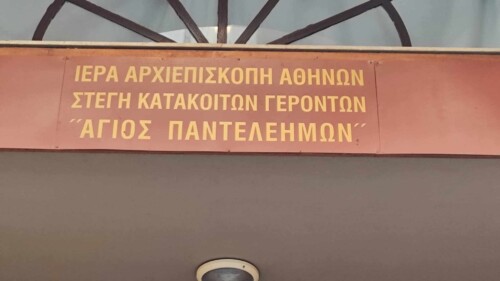 ΙΕΡΑ ΑΡΧΙΕΠΙΣΚΟΠΗ ΑΘΗΝΩΝ
ΣΤΕΓΗ ΚΑΤΑΚΟΙΤΩΝ ΓΕΡΟΝΤΩΝ
"ΑΓΙΟΣ ΠΑΝΤΕΛΕΗΜΩΝ"